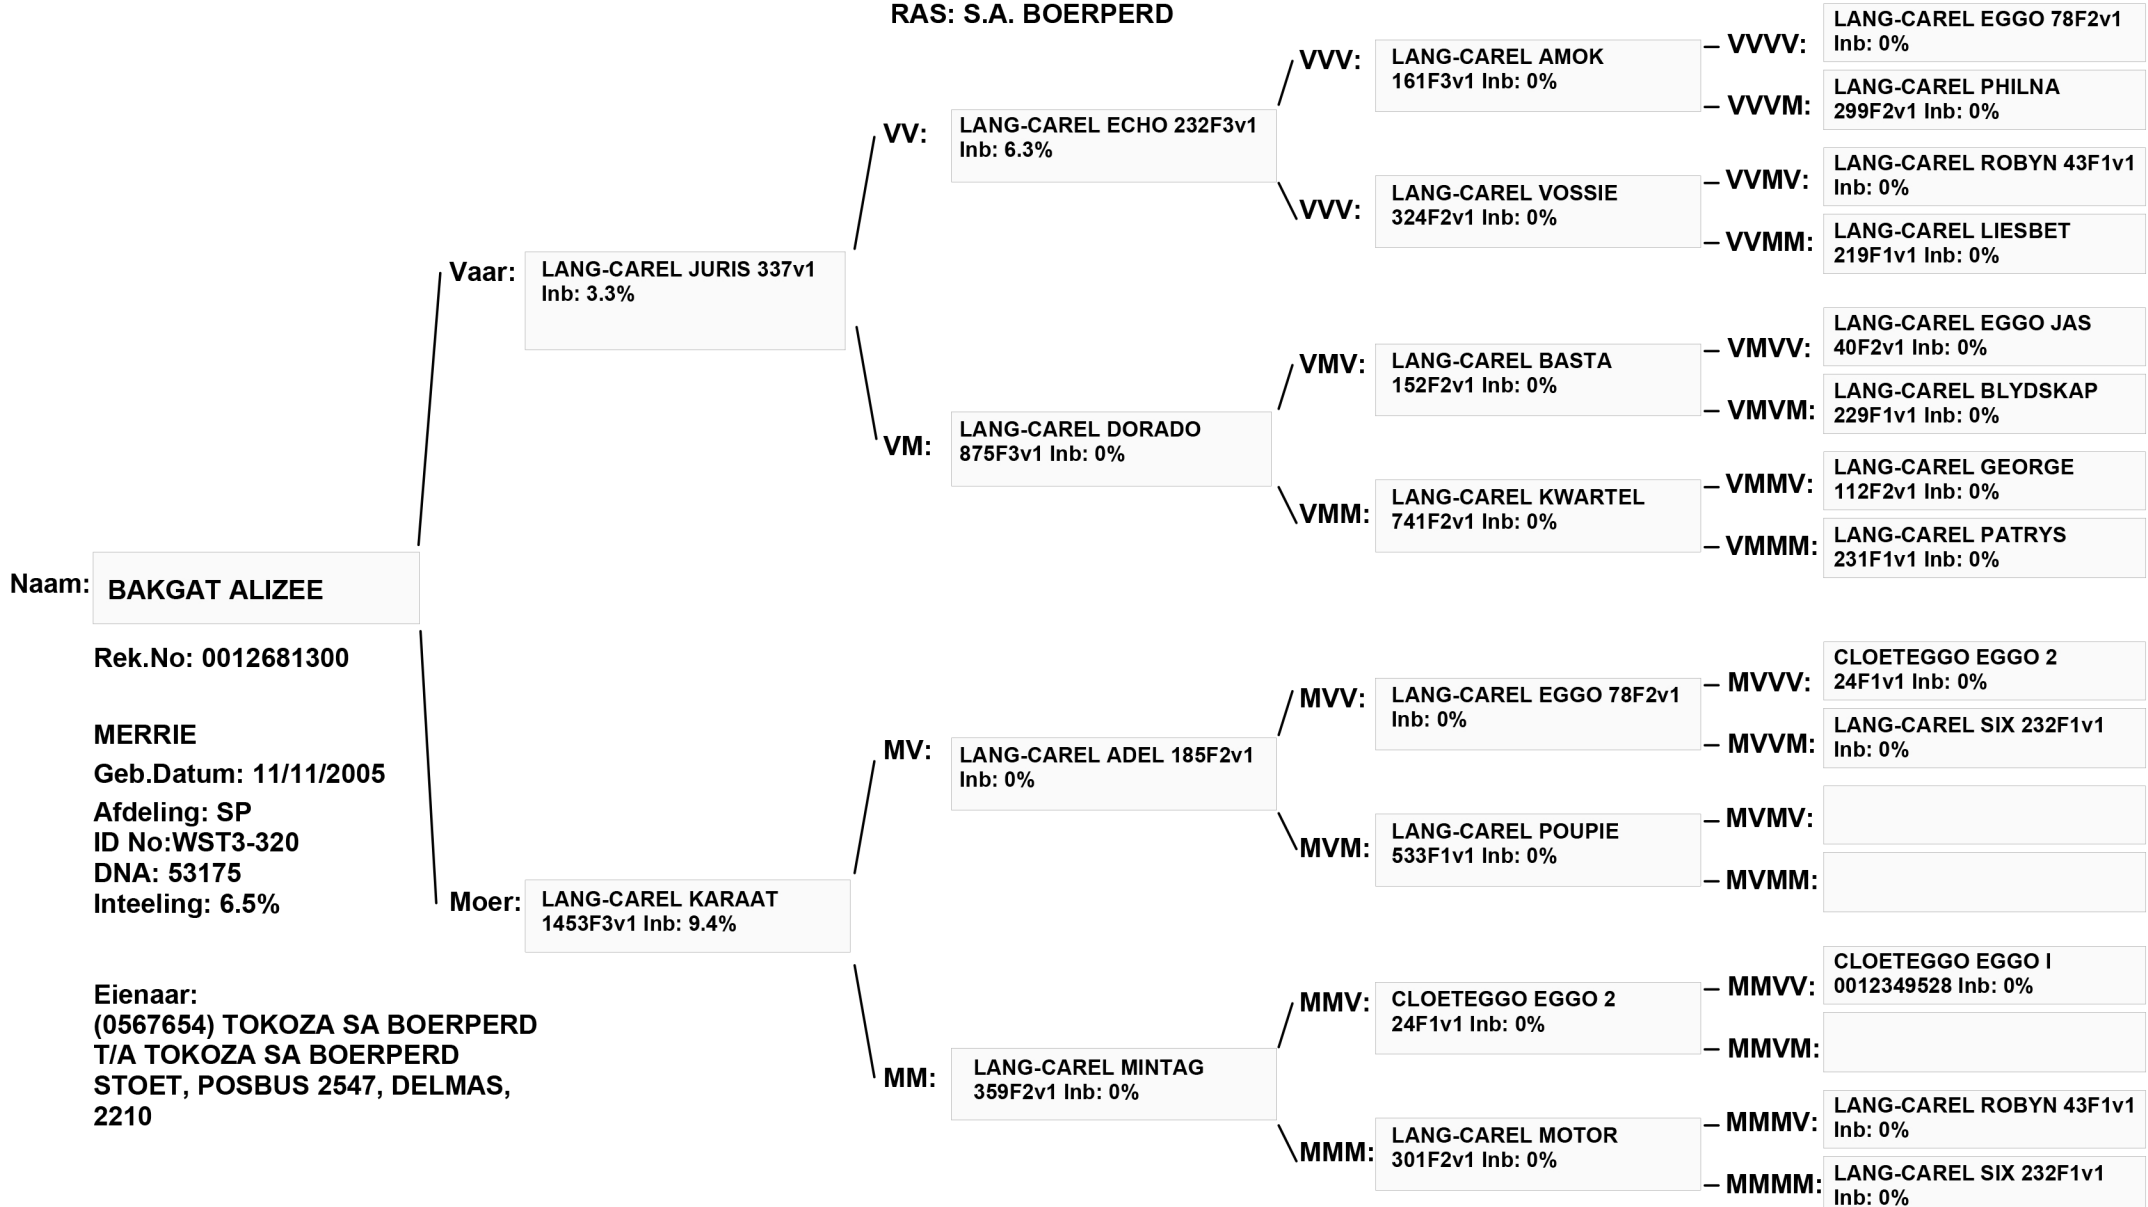 RAS: S.A. BOERPERD
Naam:
BAKGAT ALIZEE
Rek.No: 0012681300
MERRIE
Geb.Datum: 11/11/2005
Afdeling: SP
ID No:WST3-320
DNA: 53175
Inteeling: 6.5%
Eienaar:
(0567654) TOKOZA SA BOERPERD
T/A TOKOZA SA BOERPERD
STOET, POSBUS 2547, DELMAS,
2210
Vaar:
LANG-CAREL JURIS 337v1
Inb: 3.3%
Moer:
LANG-CAREL KARAAT
1453F3v1 Inb: 9.4%
VV:
LANG-CAREL ECHO 232F3v1
Inb: 6.3%
VM:
LANG-CAREL DORADO
875F3v1 Inb: 0%
MV:
LANG-CAREL ADEL 185F2v1
Inb: 0%
MM:
LANG-CAREL MINTAG
359F2v1 Inb: 0%
VVV:
LANG-CAREL AMOK
161F3v1 Inb: 0%
VVV:
LANG-CAREL VOSSIE
324F2v1 Inb: 0%
VMV:
LANG-CAREL BASTA
152F2v1 Inb: 0%
VMM:
LANG-CAREL KWARTEL
741F2v1 Inb: 0%
MVV:
LANG-CAREL EGGO 78F2v1
Inb: 0%
MVM:
LANG-CAREL POUPIE
533F1v1 Inb: 0%
MMV:
CLOETEGGO EGGO 2
24F1v1 Inb: 0%
MMM:
LANG-CAREL MOTOR
301F2v1 Inb: 0%
VVVV:
LANG-CAREL EGGO 78F2v1
Inb: 0%
VVVM:
LANG-CAREL PHILNA
299F2v1 Inb: 0%
VVMV:
LANG-CAREL ROBYN 43F1v1
Inb: 0%
VVMM:
LANG-CAREL LIESBET
219F1v1 Inb: 0%
VMVV:
LANG-CAREL EGGO JAS
40F2v1 Inb: 0%
VMVM:
LANG-CAREL BLYDSKAP
229F1v1 Inb: 0%
VMMV:
LANG-CAREL GEORGE
112F2v1 Inb: 0%
VMMM:
LANG-CAREL PATRYS
231F1v1 Inb: 0%
MVVV:
CLOETEGGO EGGO 2
24F1v1 Inb: 0%
MVVM:
LANG-CAREL SIX 232F1v1
Inb: 0%
MVMV:
MVMM:
MMVV:
CLOETEGGO EGGO I
0012349528 Inb: 0%
MMVM:
MMMV:
LANG-CAREL ROBYN 43F1v1
Inb: 0%
MMMM:
LANG-CAREL SIX 232F1v1
Inb: 0%